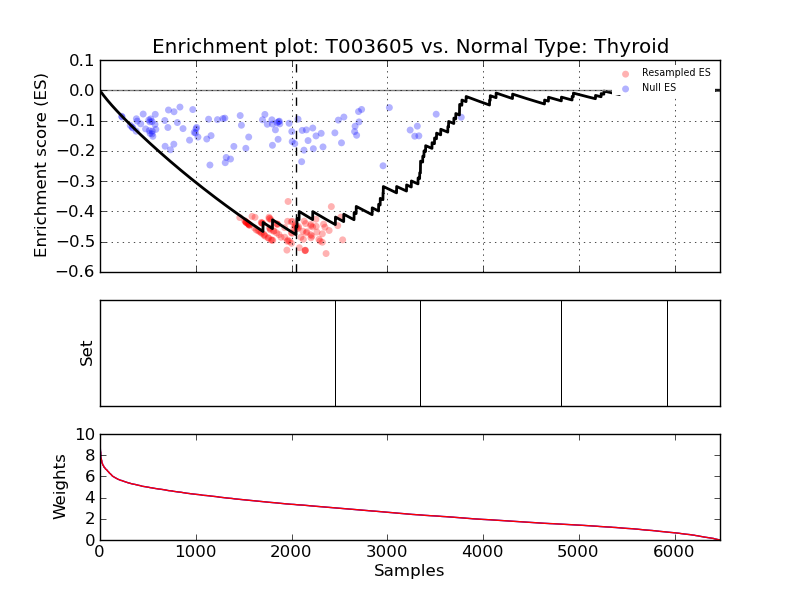 Enrichment plot: T003605 vs. Normal Type: Thyroid
Enrichment score (ES)
0.1
0.0
−0.1
−0.2
−0.3
−0.4
−0.5
−0.6
Resampled ES
Null ES
Set
Weights
10
8
6
4
2
0
0 1000 2000 3000 4000 5000 6000
Samples